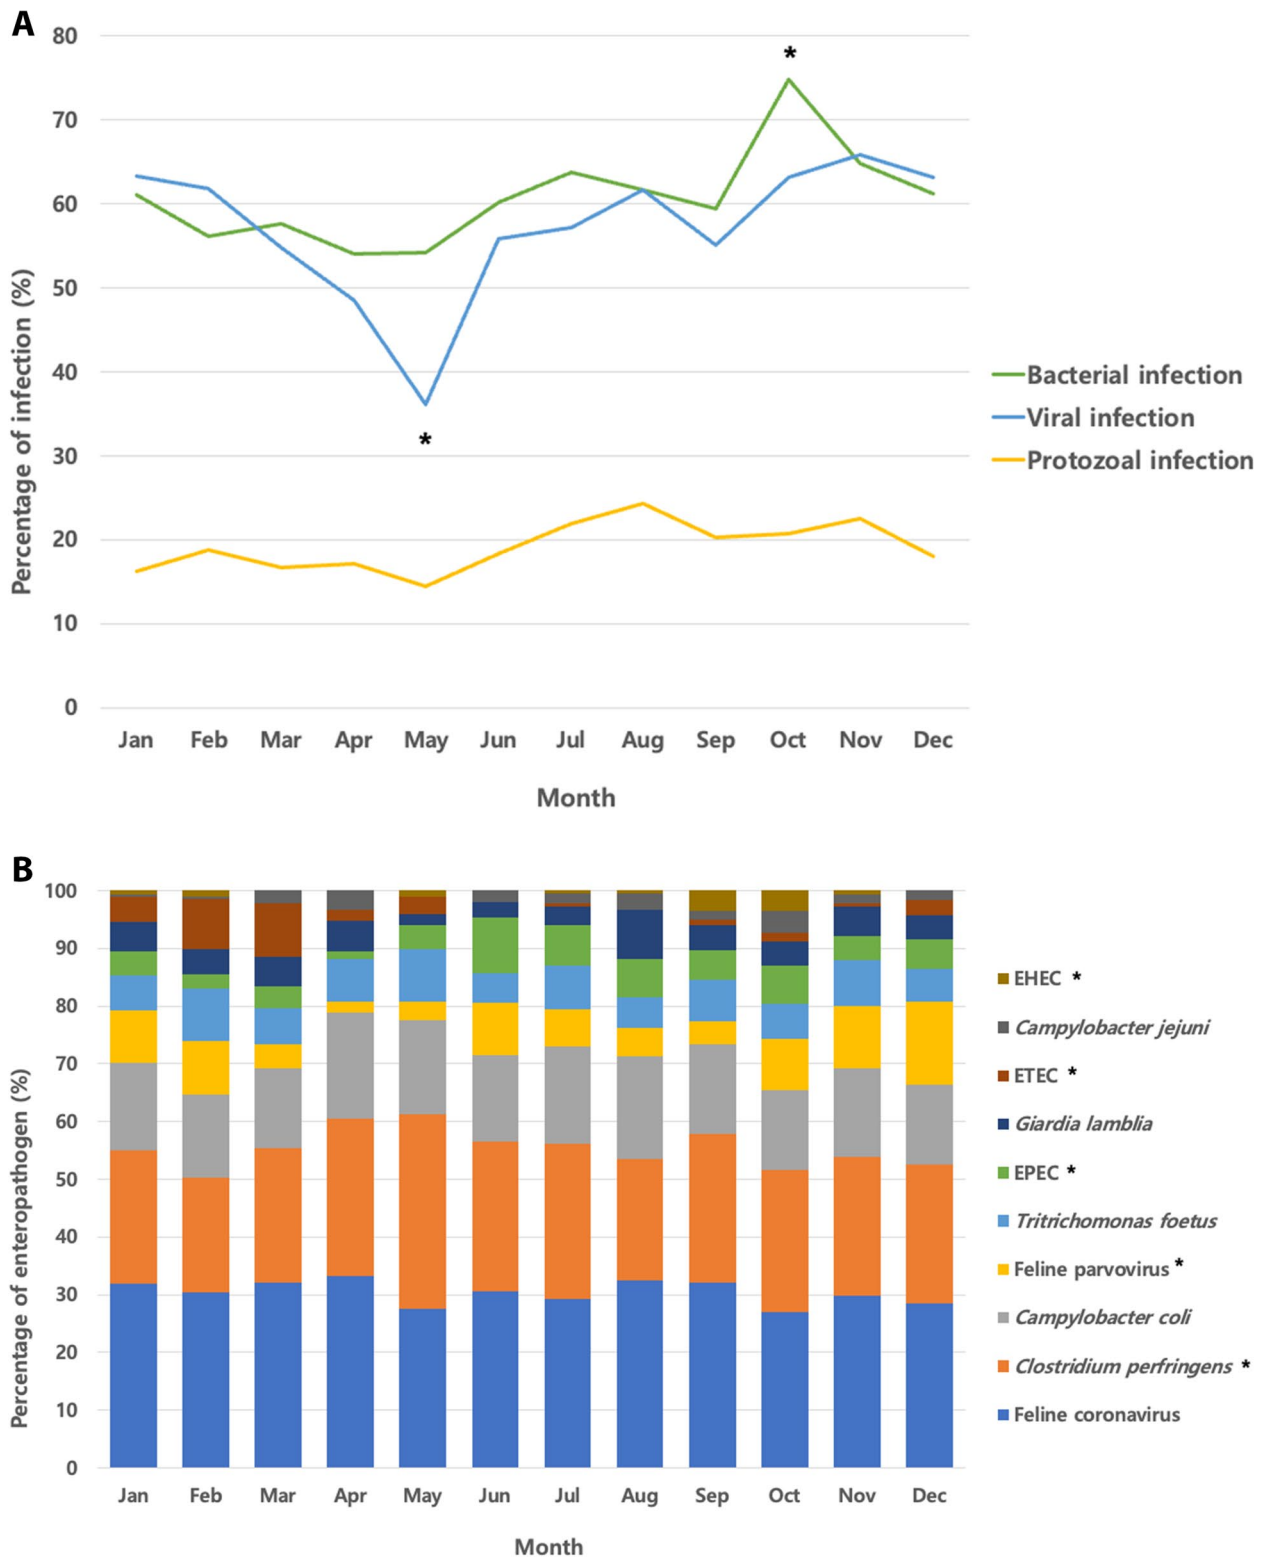 A
80
*
70
60
50
40
*
30
20
10
0
Percentage of infection (%)
Bacterial infection
Viral infection
Protozoal infection
Jan Feb Mar Apr May Jun Jul Aug Sep Oct Nov Dec
Month
B
100
90
80
70
60
50
40
30
20
10
0
Percentage of enteropathogen (%)
EHEC *
Campylobacter jejuni
ETEC *
Giardia lamblia
EPEC *
Tritrichomonas foetus
Feline parvovirus *
Campylobacter coli
Clostridium perfringens *
Feline coronavirus
Jan Feb Mar Apr May Jun Jul Aug Sep Oct Nov Dec
Month